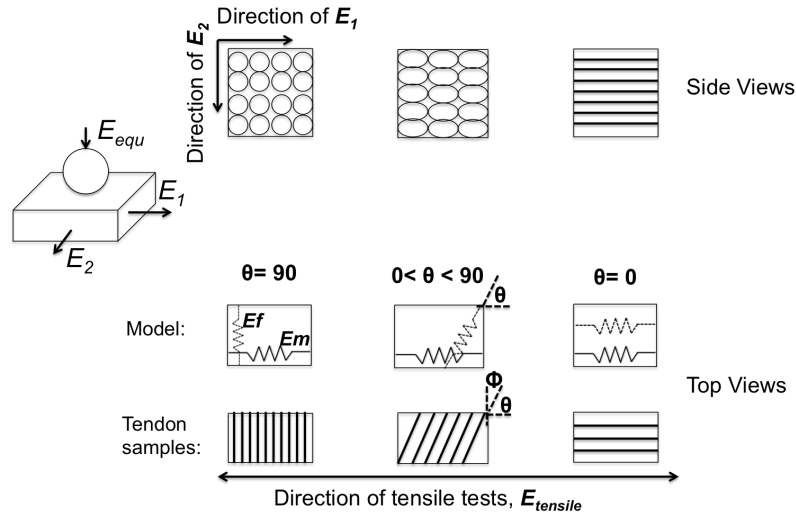 Direction of E1
Direction of E2
Side Views
Eequ
E1
E2
θ= 90
0< θ < 90
θ= 0
Model:
Ef
Em
θ
Top Views
Φ
θ
Tendon
samples:
Direction of tensile tests, Etensile